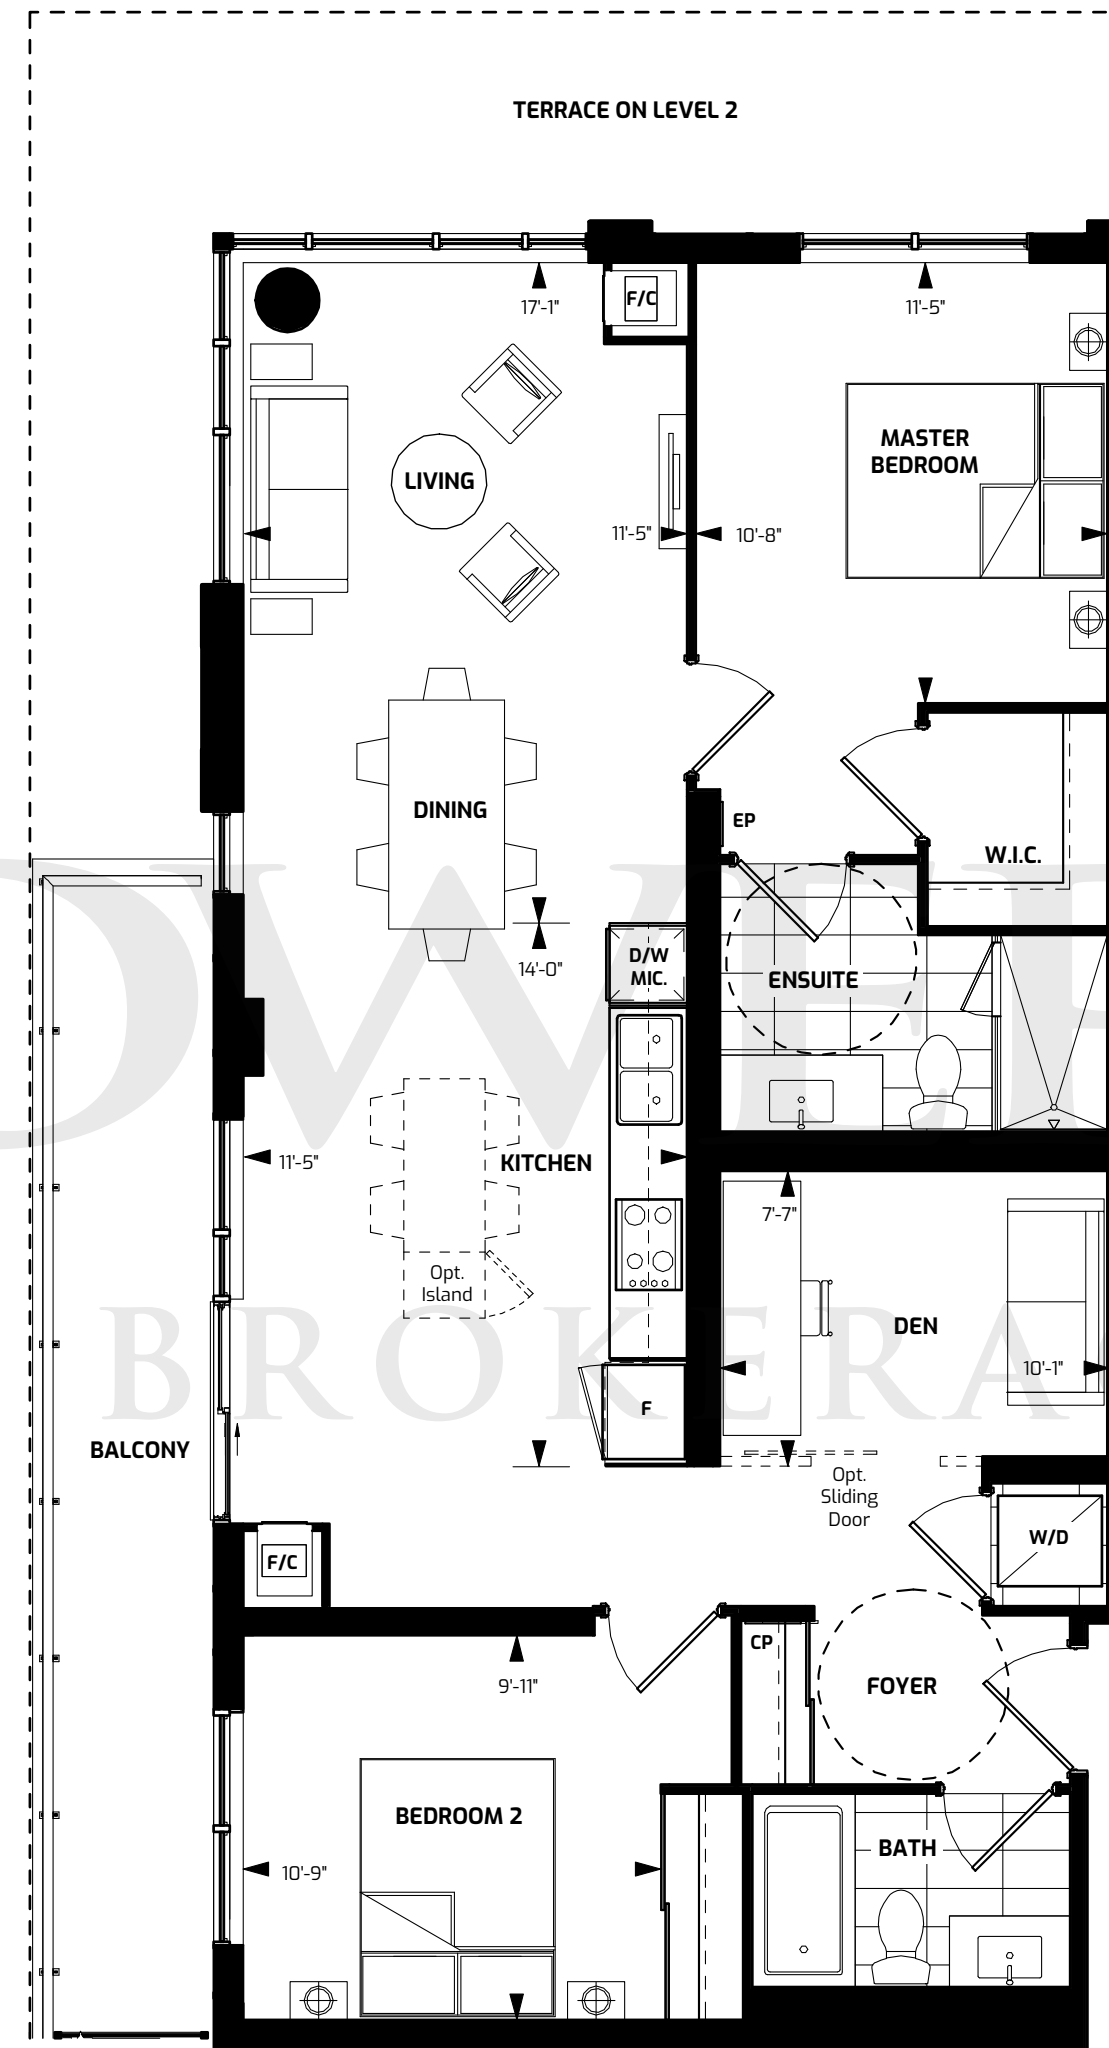 TERRACE ON LEVEL 2
17'-1"
F/C
11'-5"
MASTER
BEDROOM
LIVING
11'-5"
10'-8"
DINING
EP
W.I.C.
D/W
MIC.
14'-0"
ENSUITE
11'-5"
KITCHEN
7'-7"
Opt.
Island
DEN
10'-1"
F
BALCONY
Opt.
Sliding
Door
W/D
F/C
CP
9'-11"
FOYER
BEDROOM 2
BATH
10'-9"
OWER
BROKERA